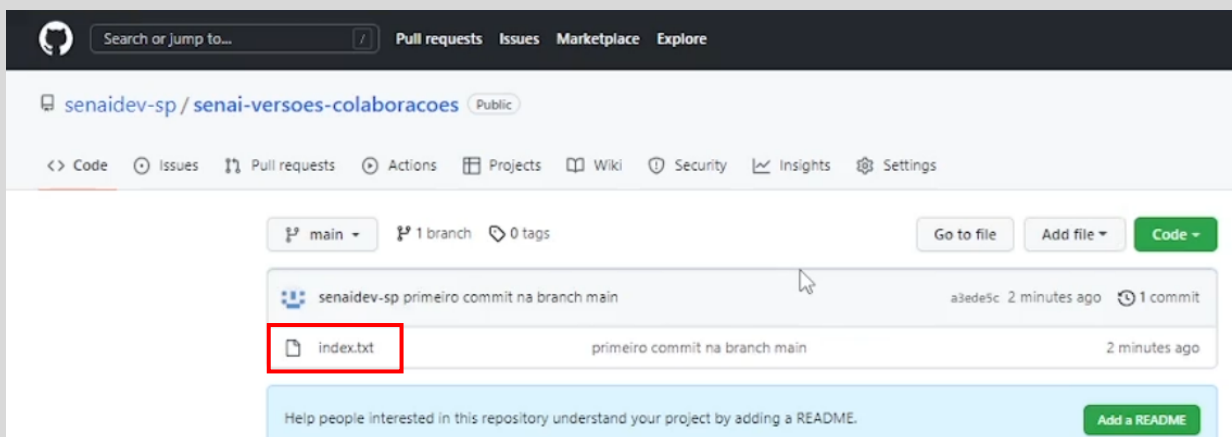 Search or jump to... / Pull requests Issues Marketplace Explore
senaidev-sp / senai-versoes-colaboracoes Public
<> Code Issues Pull requests Actions Projects Wiki Security Insights Settings
main 1 branch 0 tags Go to file Add file Code
senaidev-sp primeiro commit na branch main a3ede5c 2 minutes ago 1 commit
index.txt primeiro commit na branch main 2 minutes ago
Help people interested in this repository understand your project by adding a README. Add a README